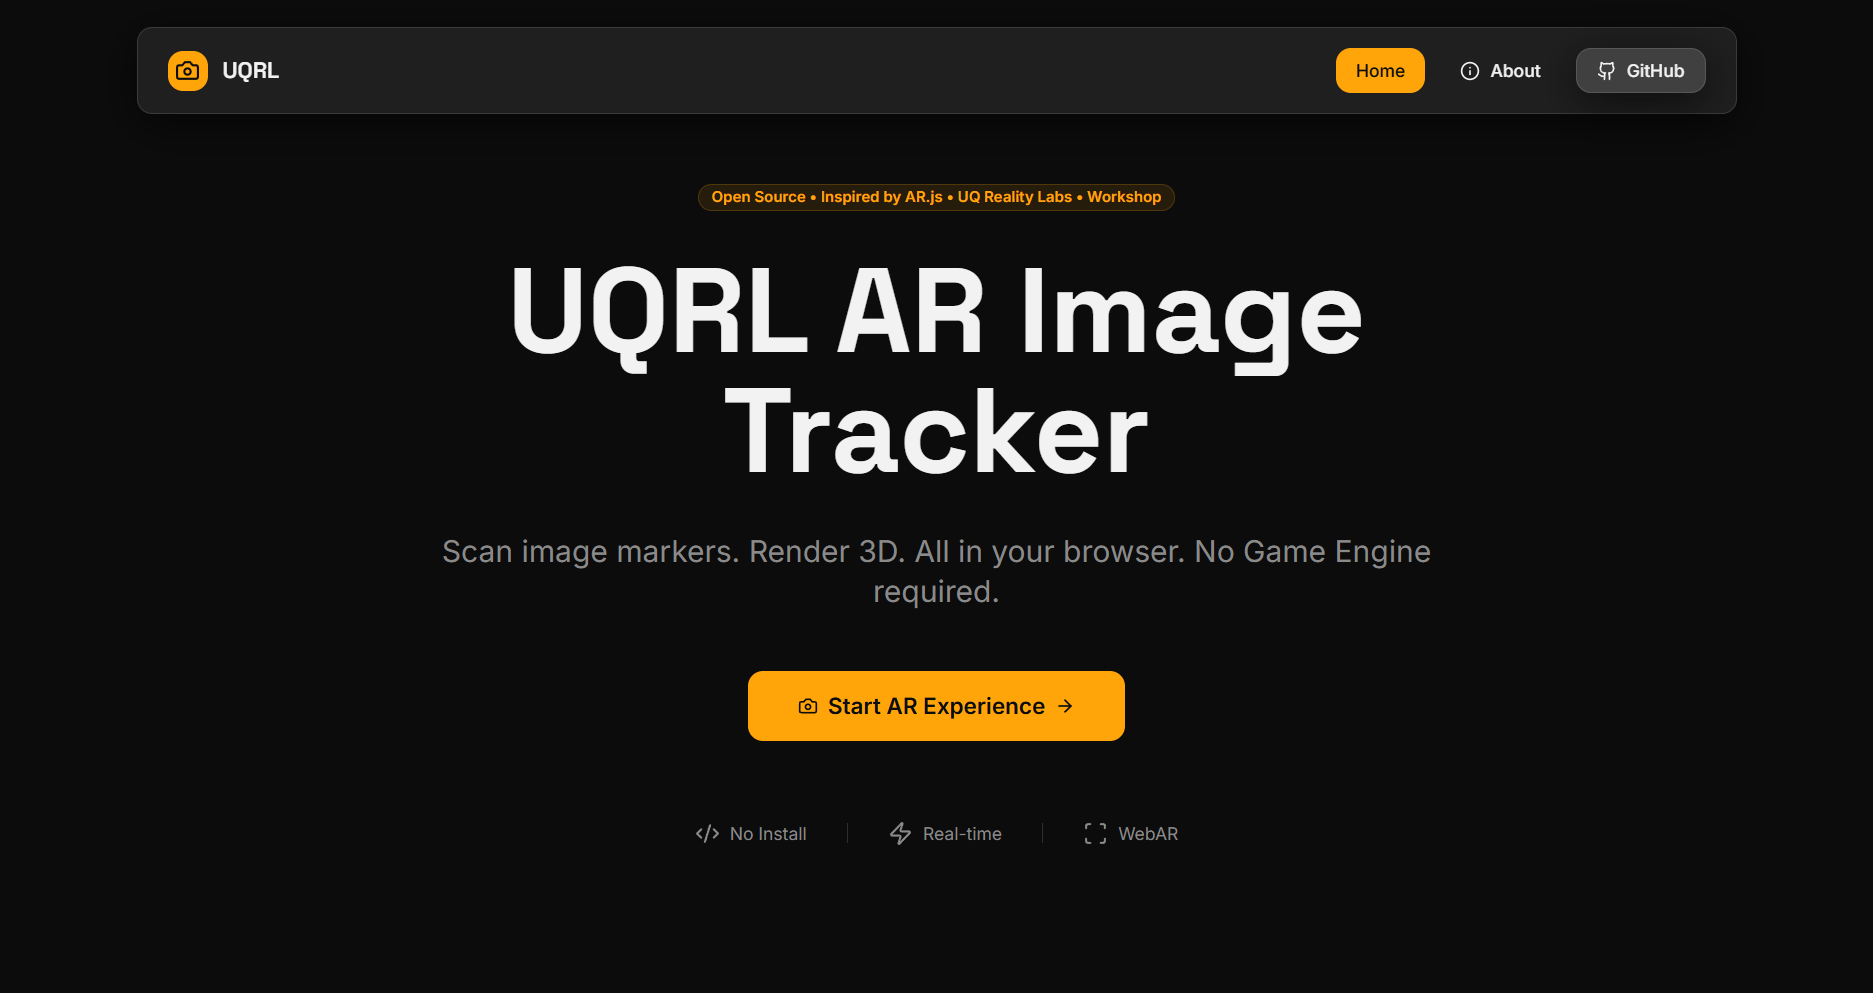 UQRL
Home
About
GitHub
Open Source • Inspired by AR.js • UQ Reality Labs • Workshop
UQRL AR Image
Tracker
Scan image markers. Render 3D. All in your browser. No Game Engine
required.
Start AR Experience
No Install
Real-time
WebAR